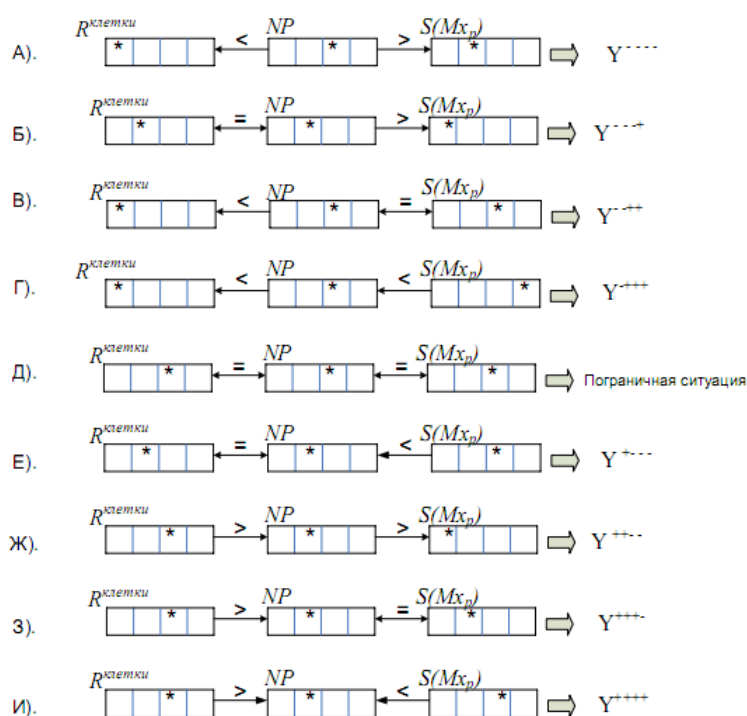 R^клетки NP S(Mx_p)
А). * < * > * Y^- - - -
R^клетки NP S(Mx_p)
Б). * = * > * Y^- - - +
R^клетки NP S(Mx_p)
В). * < * = * Y^- - ++
R^клетки NP S(Mx_p)
Г). * < * < * Y^-+++
R^клетки NP S(Mx_p)
Д). * = * = * Пограничная ситуация
R^клетки NP S(Mx_p)
Е). * = * < * Y^+ - - -
R^клетки NP S(Mx_p)
Ж). * > * > * Y^++ - -
R^клетки NP S(Mx_p)
З). * > * = * Y^+++-
R^клетки NP S(Mx_p)
И). * > * < * Y^++++